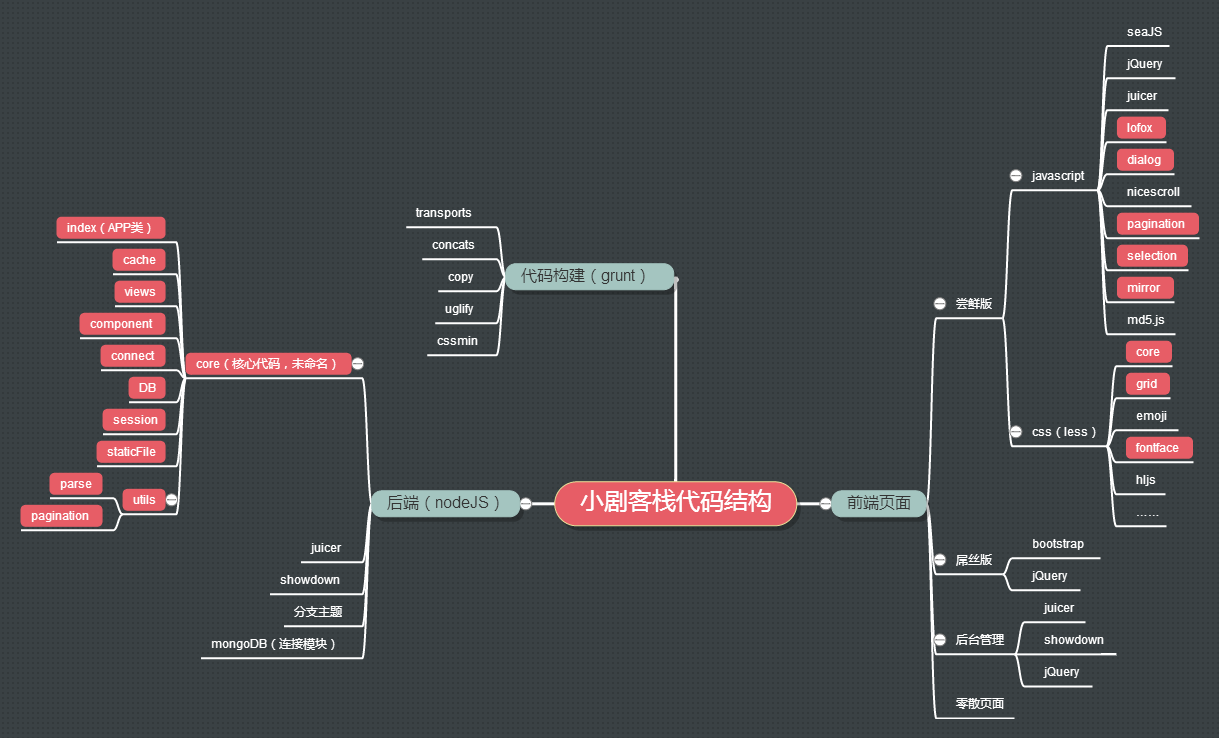 小剧客栈代码结构
代码构建（grunt）
transports
concats
copy
uglify
cssmin
后端（nodeJS）
core（核心代码，未命名）
index（APP类）
cache
views
component
connect
DB
session
staticFile
utils
parse
pagination
juicer
showdown
分支主题
mongoDB（连接模块）
前端页面
尝鲜版
javascript
seaJS
jQuery
juicer
lofox
dialog
nicescroll
pagination
selection
mirror
md5.js
css（less）
core
grid
emoji
fontface
hljs
……
屌丝版
bootstrap
jQuery
后台管理
juicer
showdown
jQuery
零散页面